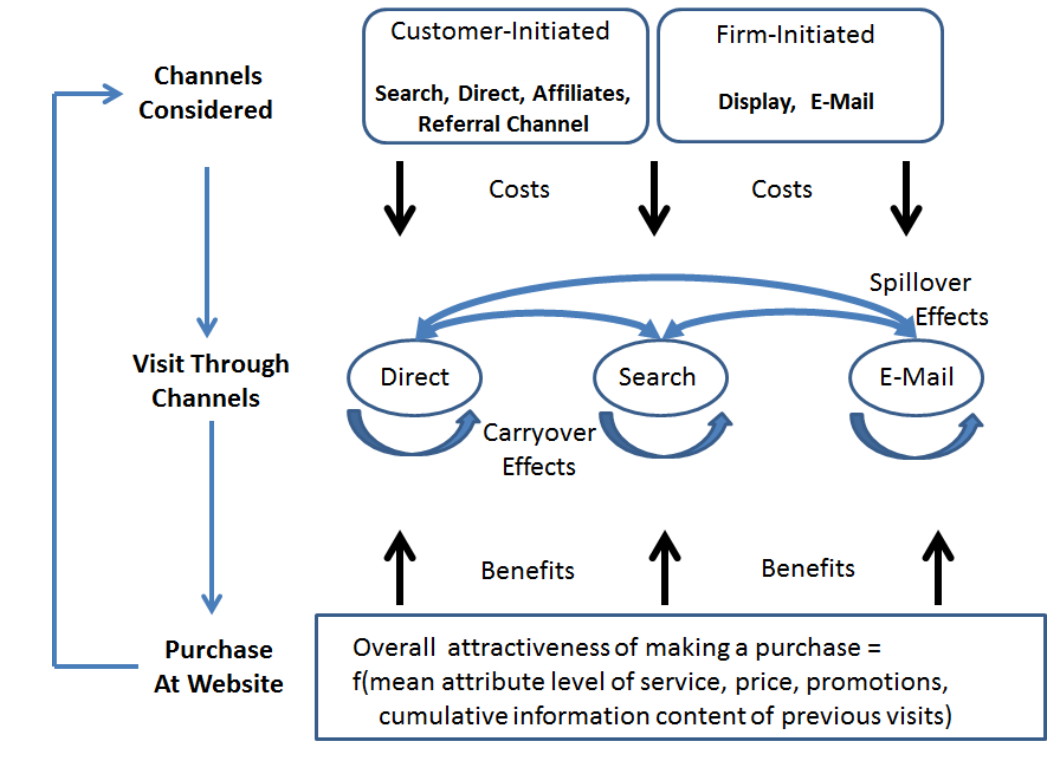 Customer-Initiated
Search, Direct, Affiliates,
Referral Channel
Firm-Initiated
Display, E-Mail
Channels
Considered
Costs
Costs
Spillover
Effects
Visit Through
Channels
Direct
Search
E-Mail
Carryover
Effects
Benefits
Benefits
Purchase
At Website
Overall attractiveness of making a purchase =
f(mean attribute level of service, price, promotions,
cumulative information content of previous visits)